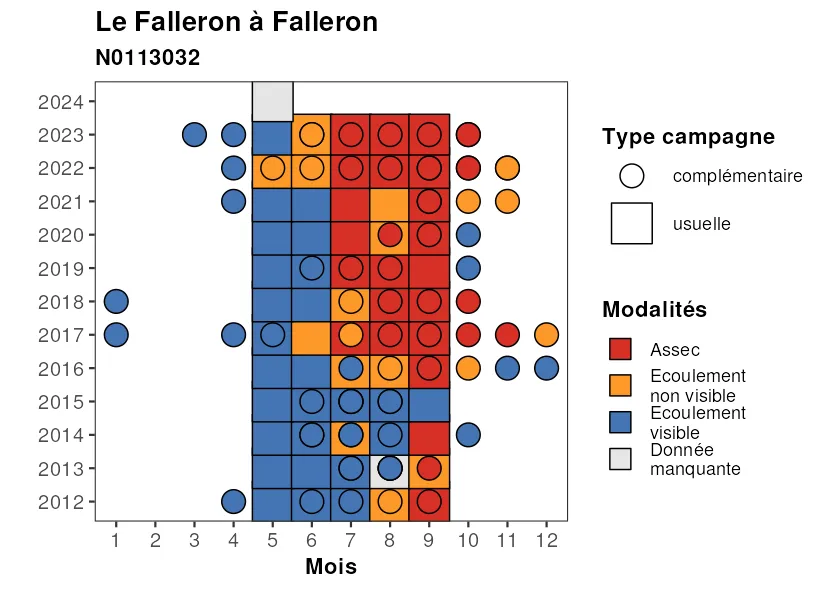 Le Falleron à Falleron
N0113032
2024
2023
2022
2021
2020
2019
2018
2017
2016
2015
2014
2013
2012
1 2 3 4 5 6 7 8 9 10 11 12
Mois
Type campagne
complémentaire
usuelle
Modalités
Assec
Ecoulement
non visible
Ecoulement
visible
Donnée
manquante